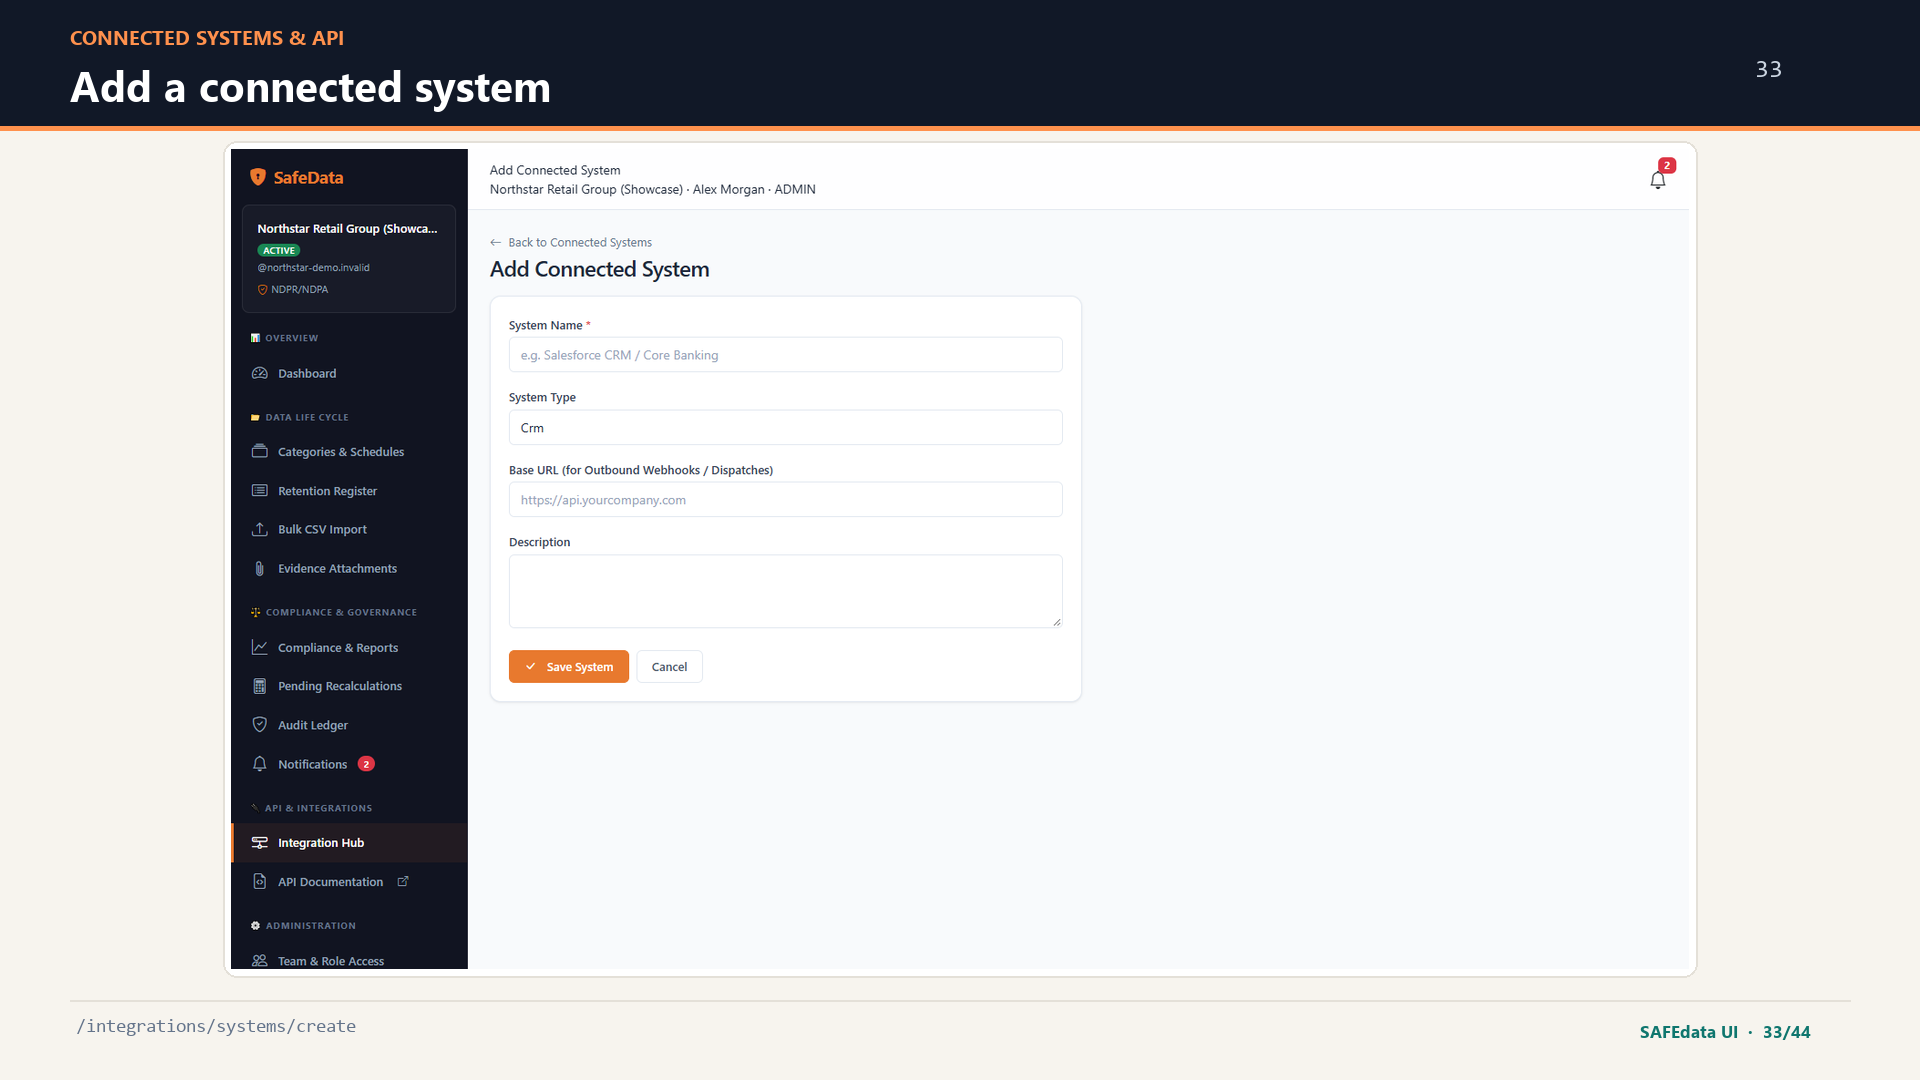 CONNECTED SYSTEMS & API
Add a connected system
33
SafeData
Northstar Retail Group (Showca...
ACTIVE
@northstar-demo.invalid
NDPR/NDPA
OVERVIEW
Dashboard
DATA LIFE CYCLE
Categories & Schedules
Retention Register
Bulk CSV Import
Evidence Attachments
COMPLIANCE & GOVERNANCE
Compliance & Reports
Pending Recalculations
Audit Ledger
Notifications 2
API & INTEGRATIONS
Integration Hub
API Documentation
ADMINISTRATION
Team & Role Access
Add Connected System
Northstar Retail Group (Showcase) · Alex Morgan · ADMIN
2
← Back to Connected Systems
Add Connected System
System Name *
e.g. Salesforce CRM / Core Banking
System Type
Crm
Base URL (for Outbound Webhooks / Dispatches)
https://api.yourcompany.com
Description
Save System
Cancel
/integrations/systems/create
SAFEdata UI · 33/44